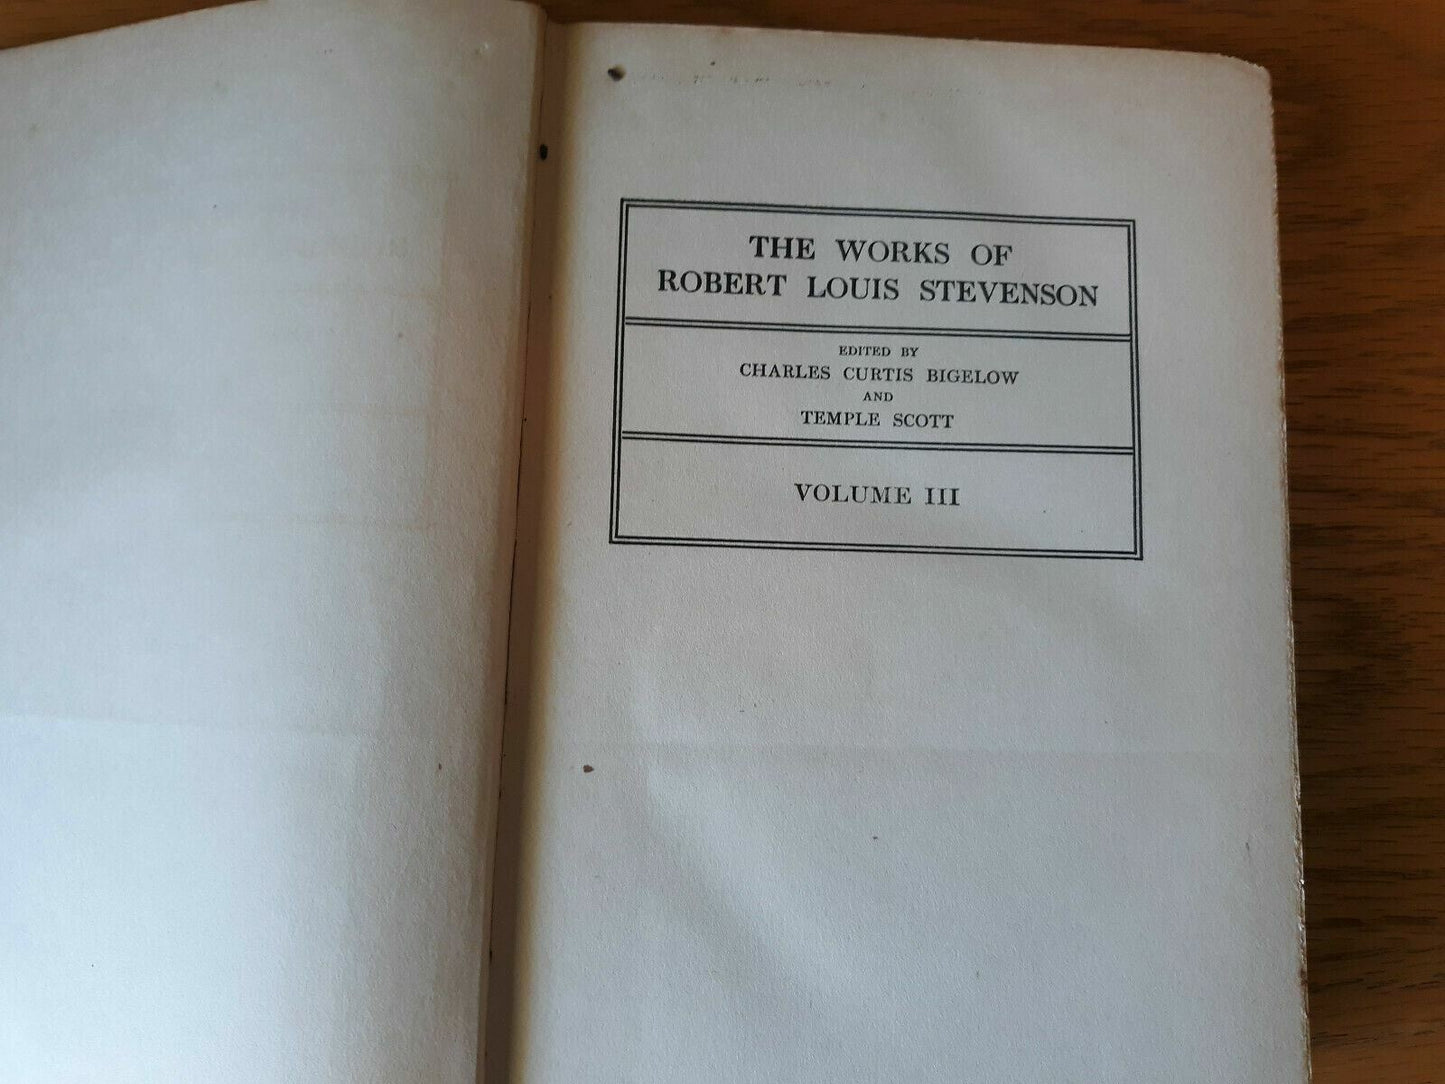 THE WORKS OF
ROBERT LOUIS STEVENSON
EDITED BY
CHARLES CURTIS BIGELOW
AND
TEMPLE SCOTT
VOLUME III